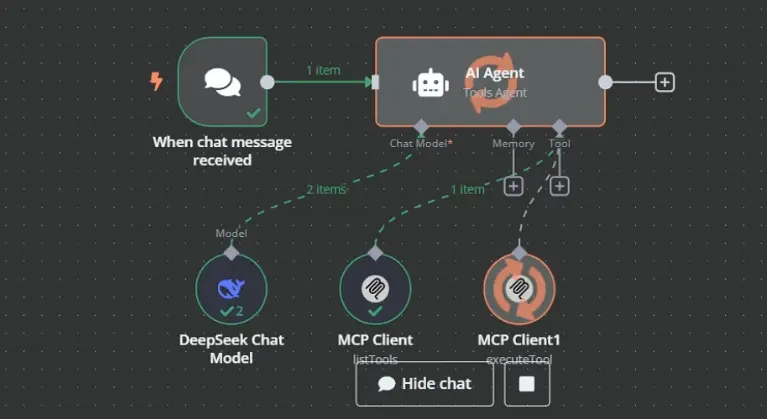 1 item
AI Agent
Tools Agent
When chat message
received
Chat Model*
Memory
Tool
2 items
1 item
Model
2
DeepSeek Chat
Model
MCP Client
listTools
MCP Client1
executeTool
Hide chat